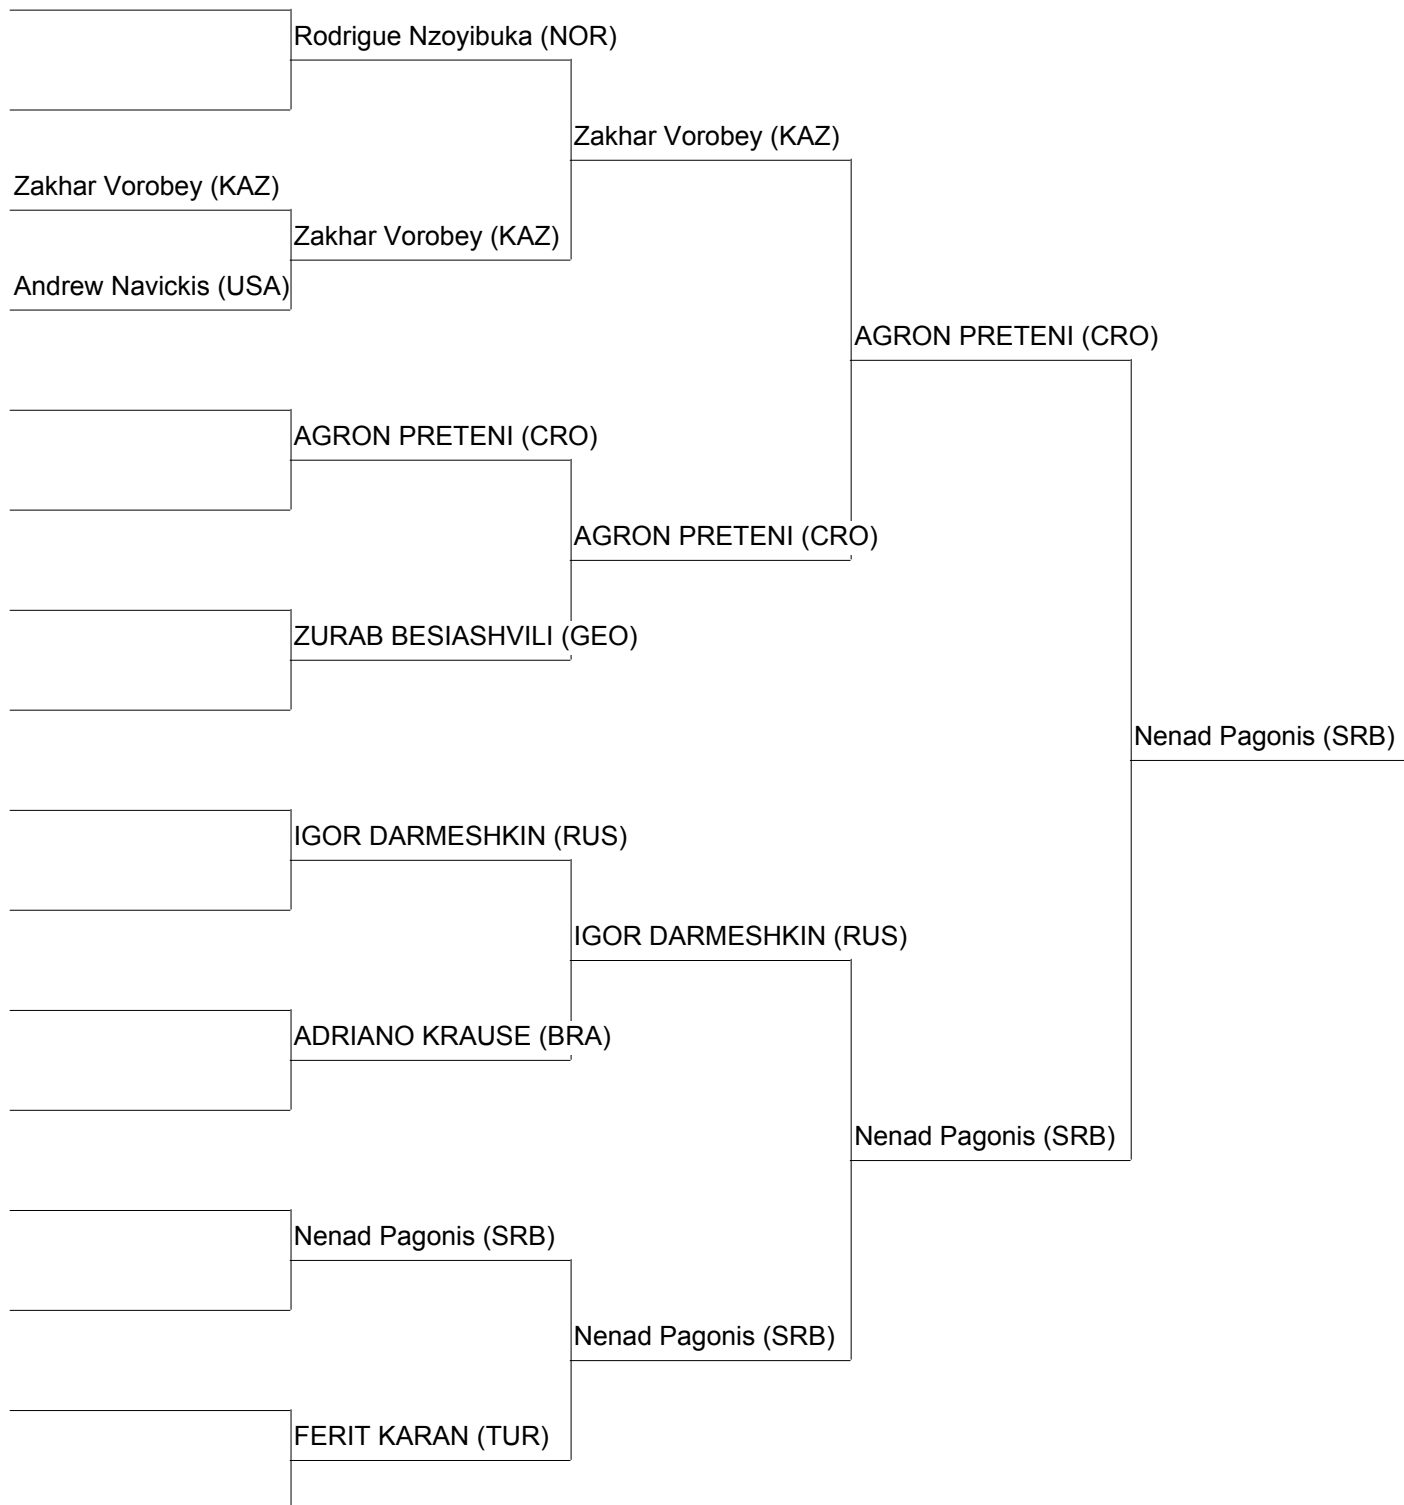 Rodrigue Nzoyibuka (NOR)
Zakhar Vorobey (KAZ)
Zakhar Vorobey (KAZ)
Zakhar Vorobey (KAZ)
Andrew Navickis (USA)
AGRON PRETENI (CRO)
AGRON PRETENI (CRO)
AGRON PRETENI (CRO)
ZURAB BESIASHVILI (GEO)
Nenad Pagonis (SRB)
IGOR DARMESHKIN (RUS)
IGOR DARMESHKIN (RUS)
ADRIANO KRAUSE (BRA)
Nenad Pagonis (SRB)
Nenad Pagonis (SRB)
Nenad Pagonis (SRB)
FERIT KARAN (TUR)